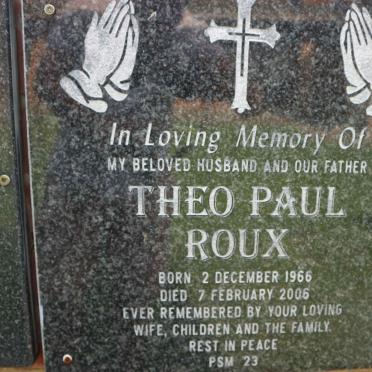 In Loving Memory Of
MY BELOVED HUSBAND AND OUR FATHER
THEO PAUL
ROUX
BORN 2 DECEMBER 1966
DIED 7 FEBRUARY 2006
EVER REMEMBERED BY YOUR LOVING
WIFE, CHILDREN AND THE FAMILY.
REST IN PEACE
PSM 23